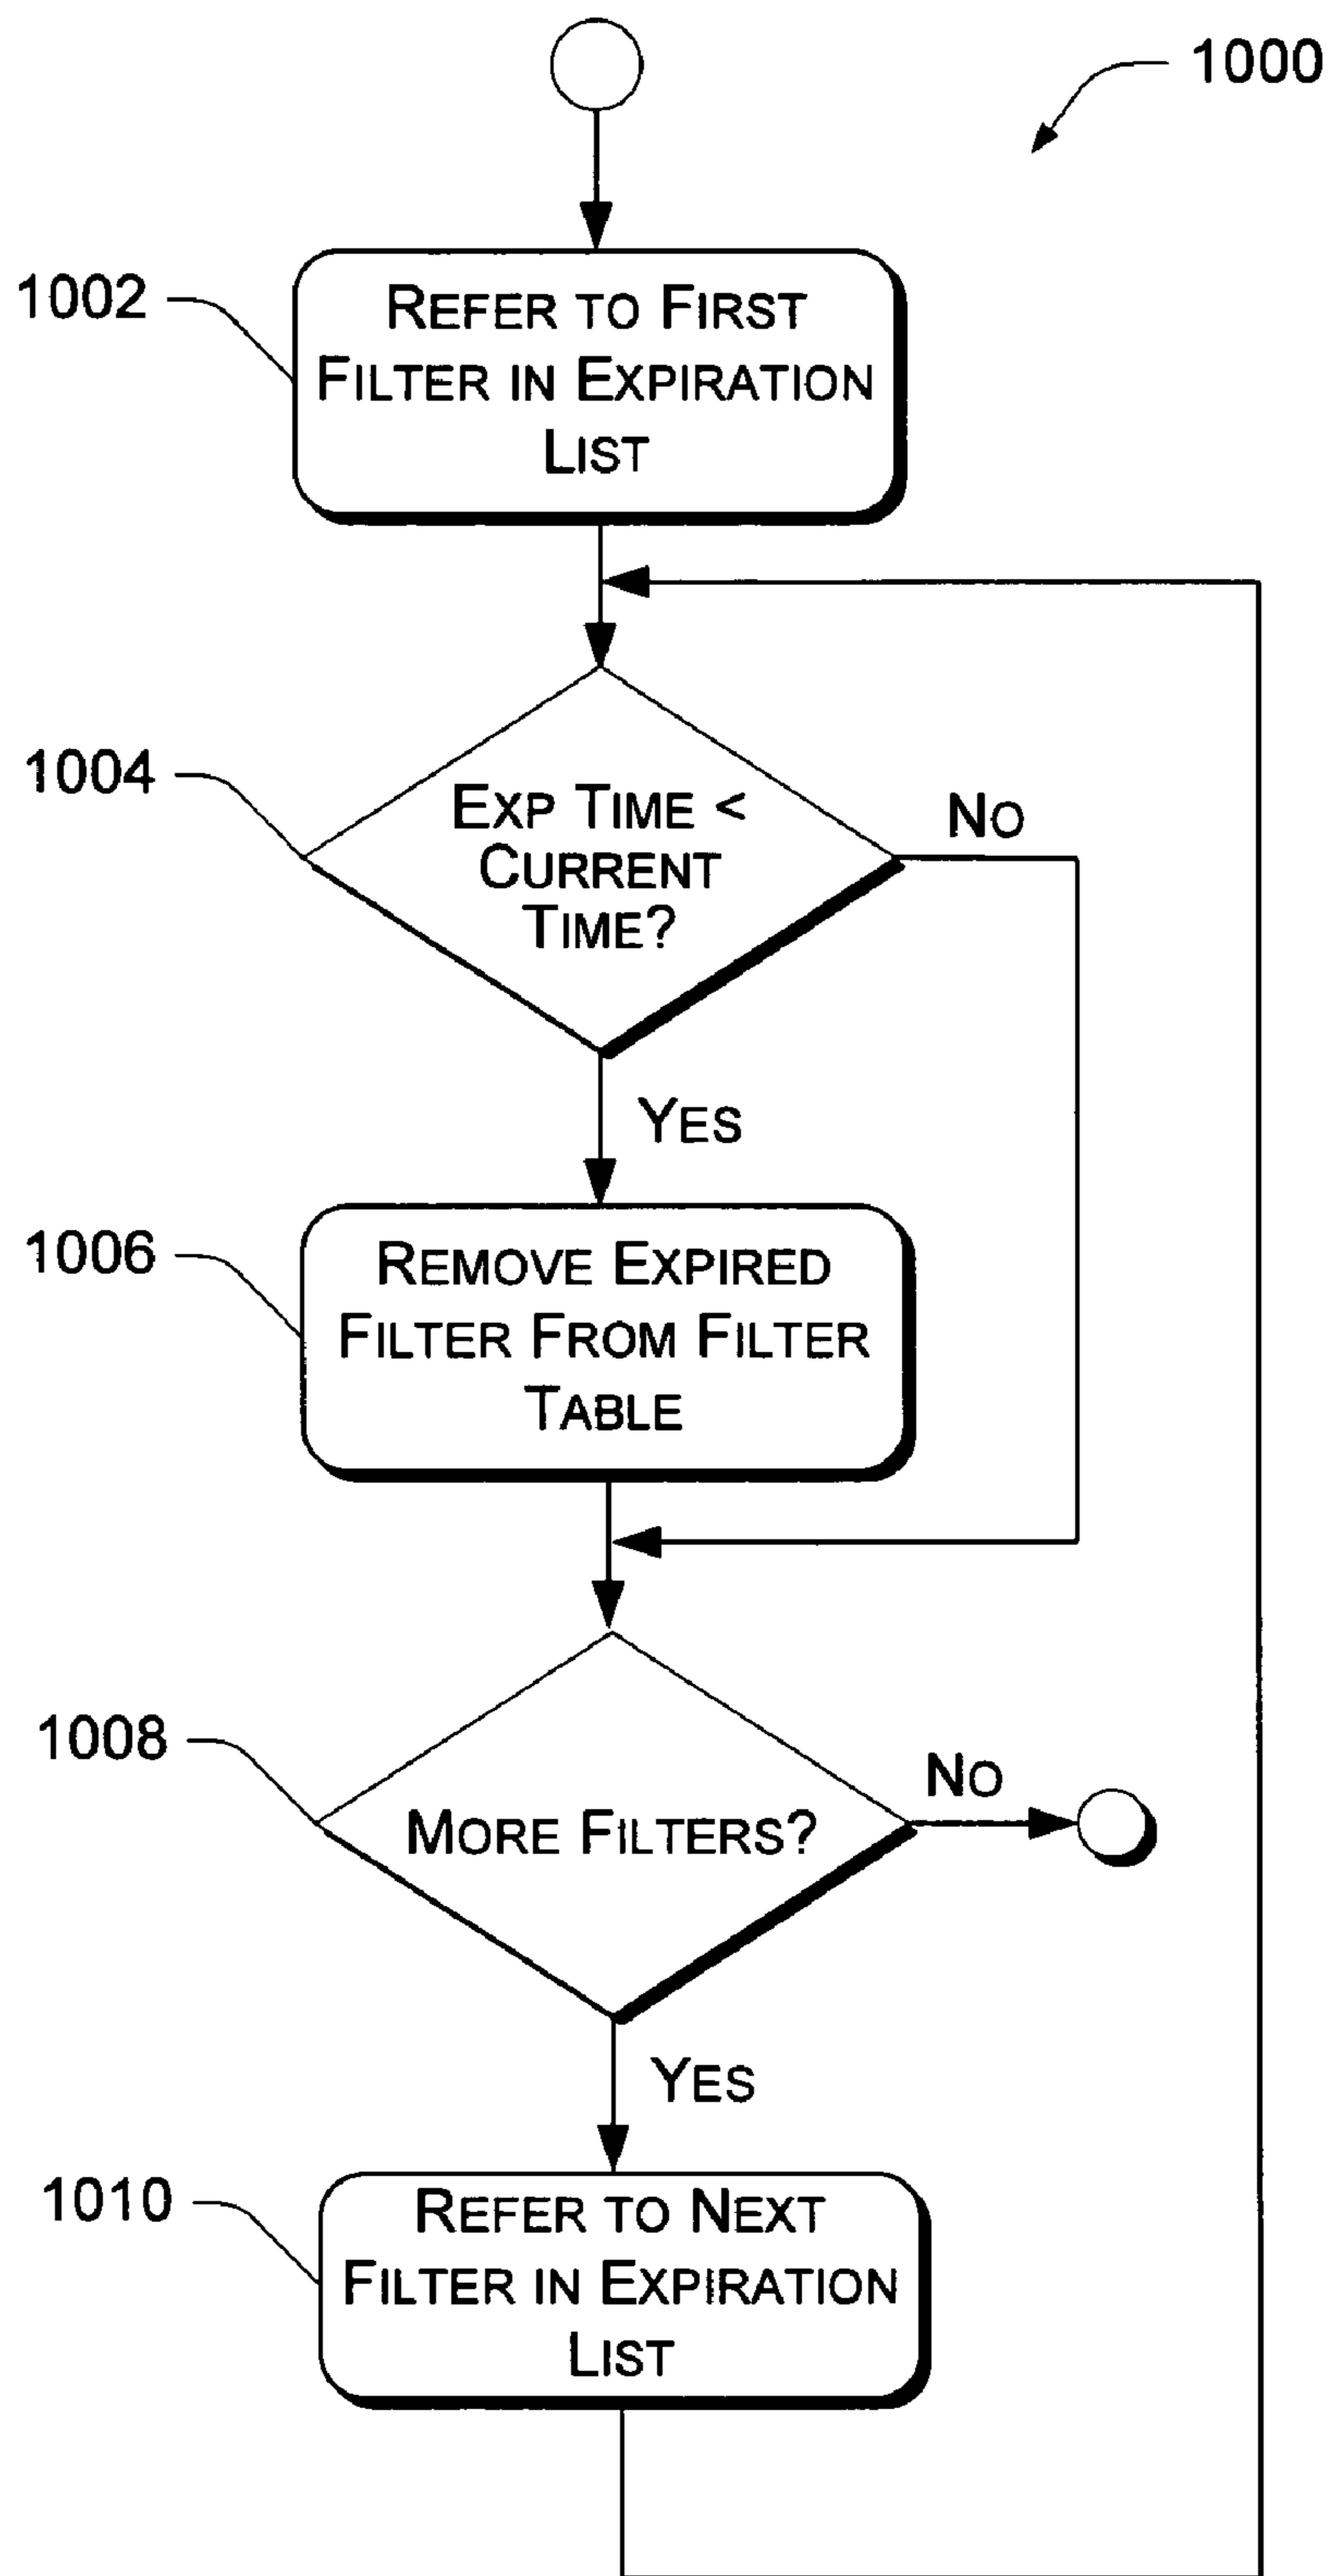 1000
1002
REFER TO FIRST
FILTER IN EXPIRATION
LIST
1004
EXP TIME <
CURRENT
TIME?
NO
YES
1006
REMOVE EXPIRED
FILTER FROM FILTER
TABLE
1008
MORE FILTERS?
NO
YES
1010
REFER TO NEXT
FILTER IN EXPIRATION
LIST